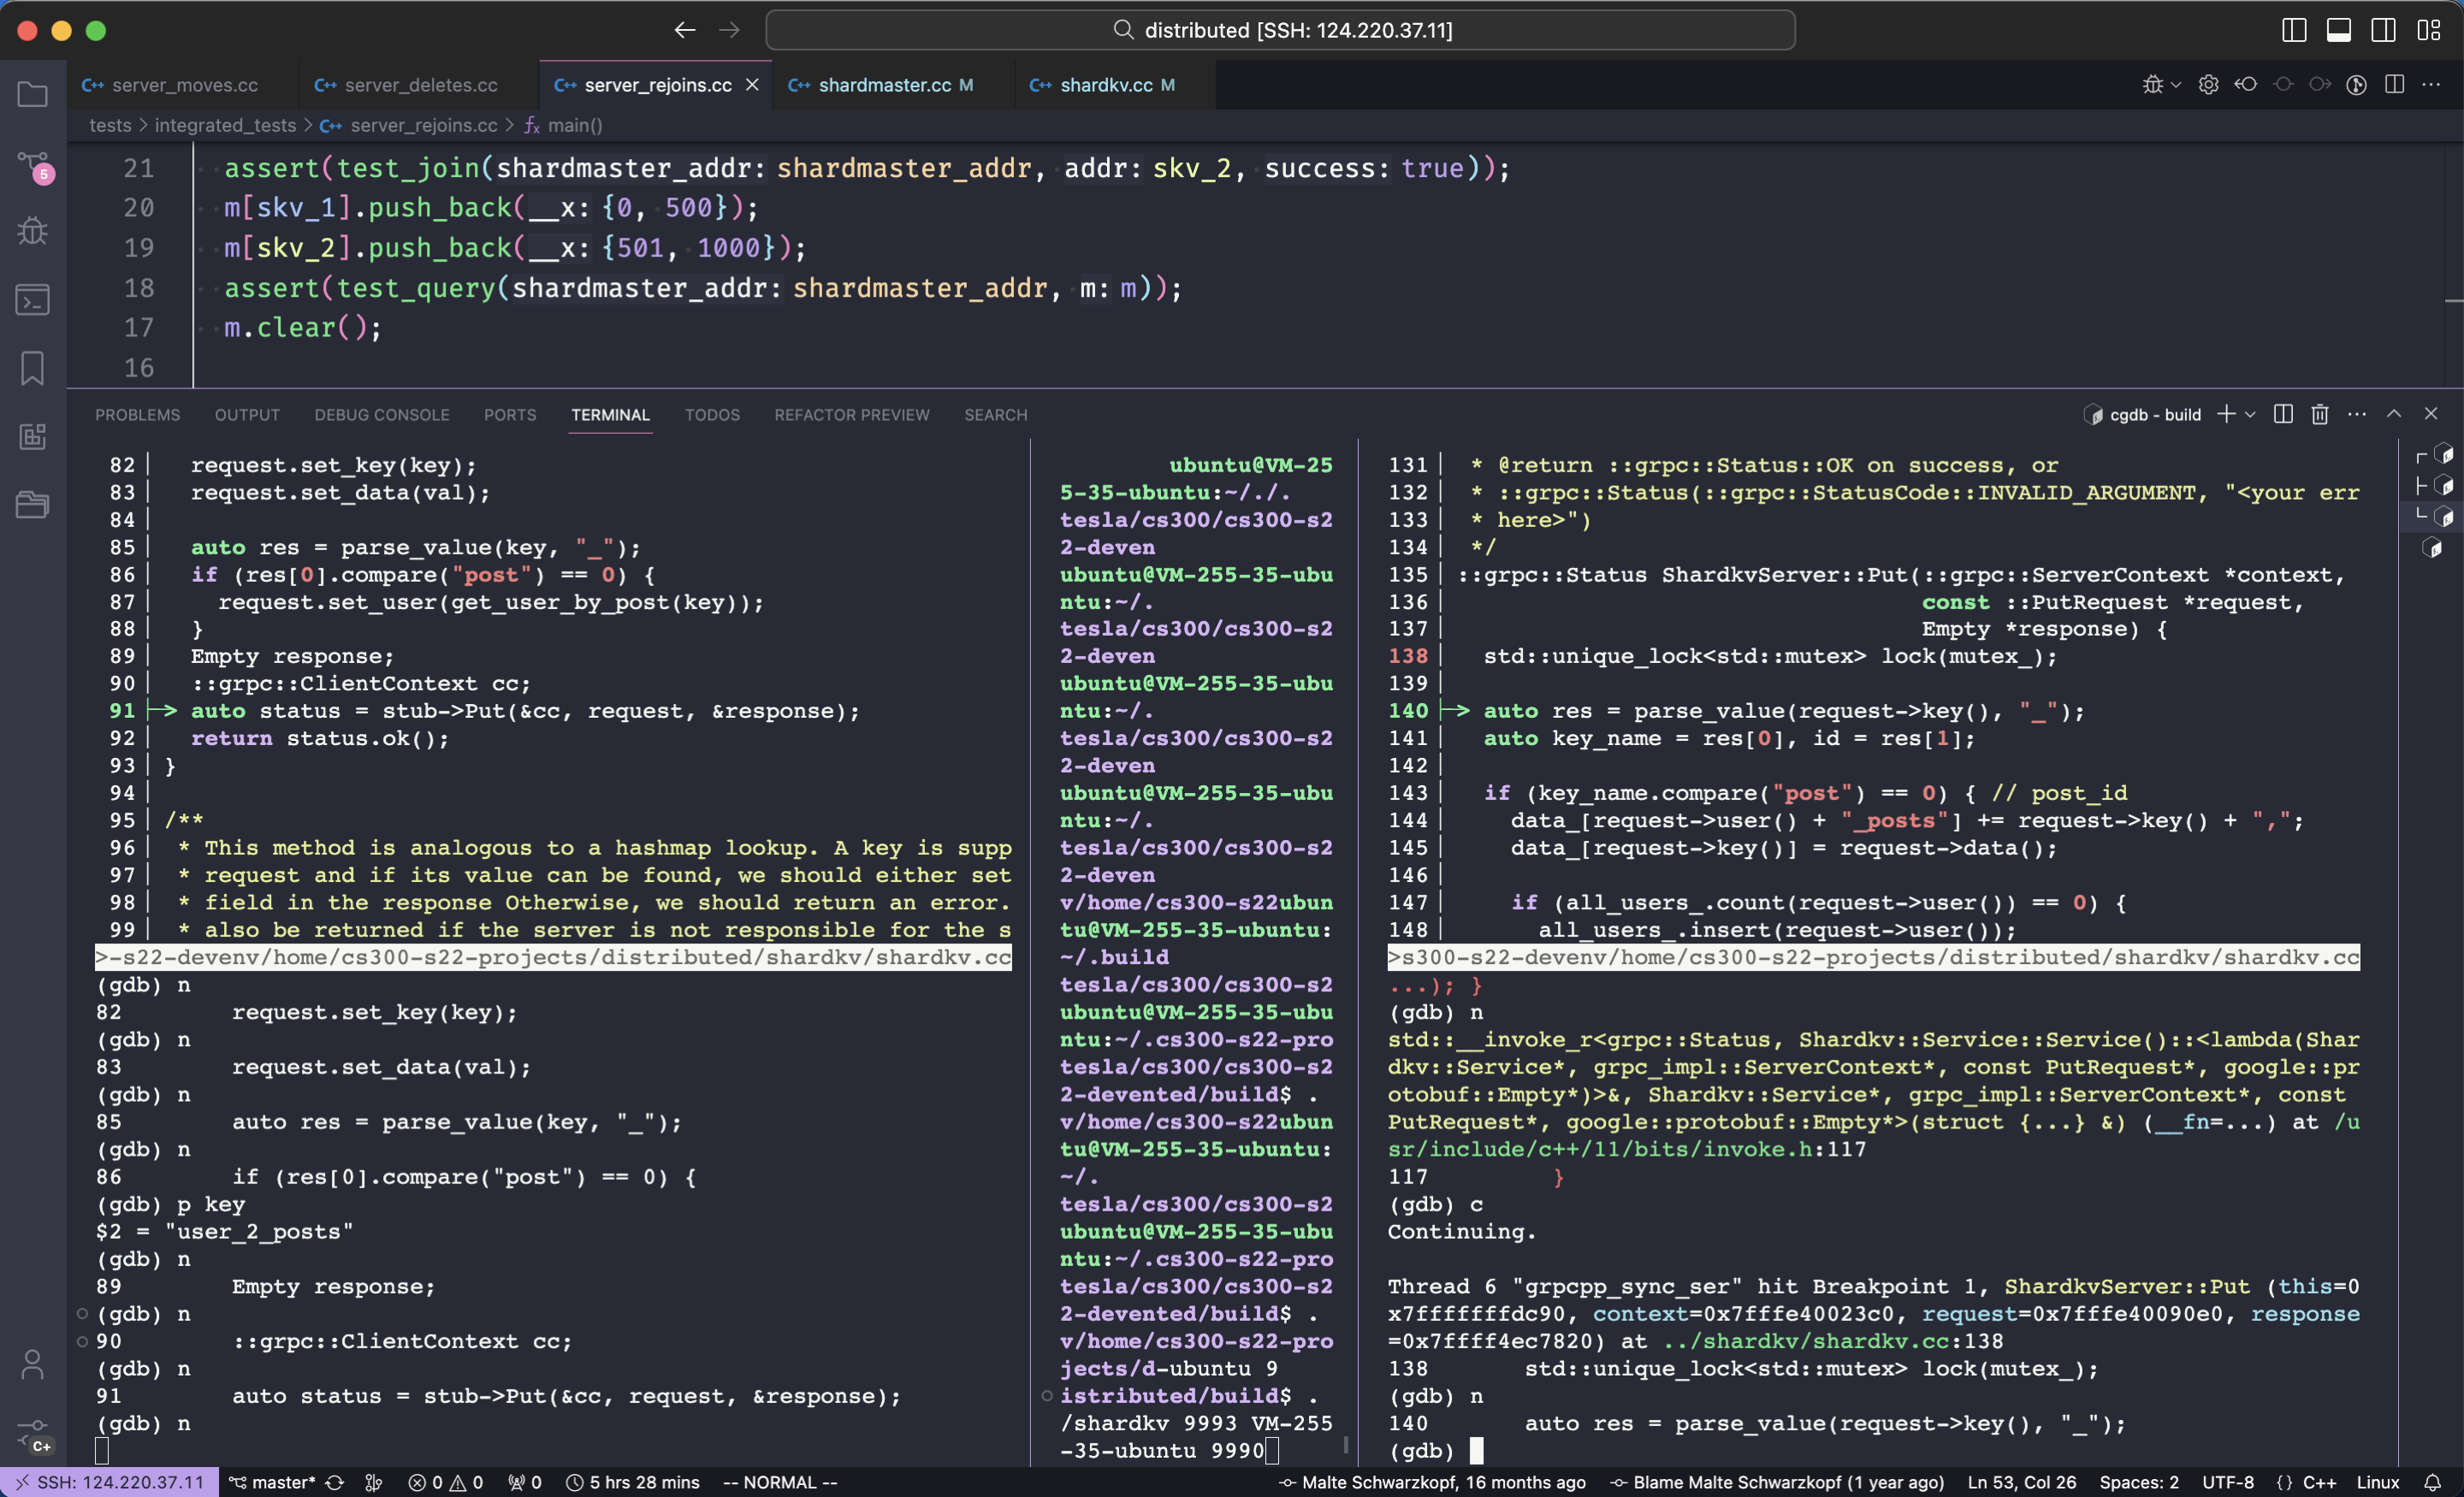 distributed [SSH: 124.220.37.11]
server_moves.cc
server_deletes.cc
server_rejoins.cc
shardmaster.cc M
shardkv.cc M
tests > integrated_tests > server_rejoins.cc > main()
5
21 assert(test_join(shardmaster_addr: shardmaster_addr, addr: skv_2, success: true));
20 m[skv_1].push_back(__x: {0, 500});
19 m[skv_2].push_back(__x: {501, 1000});
18 assert(test_query(shardmaster_addr: shardmaster_addr, m: m));
17 m.clear();
16
PROBLEMS OUTPUT DEBUG CONSOLE PORTS TERMINAL TODOS REFACTOR PREVIEW SEARCH
cgdb - build
82│ request.set_key(key);
83│ request.set_data(val);
84│
85│ auto res = parse_value(key, "_");
86│ if (res[0].compare("post") == 0) {
87│ request.set_user(get_user_by_post(key));
88│ }
89│ Empty response;
90│ ::grpc::ClientContext cc;
91├─> auto status = stub->Put(&cc, request, &response);
92│ return status.ok();
93│ }
94│
95│ /**
96│ * This method is analogous to a hashmap lookup. A key is supp
97│ * request and if its value can be found, we should either set
98│ * field in the response Otherwise, we should return an error.
99│ * also be returned if the server is not responsible for the s
>-s22-devenv/home/cs300-s22-projects/distributed/shardkv/shardkv.cc
(gdb) n
82 request.set_key(key);
(gdb) n
83 request.set_data(val);
(gdb) n
85 auto res = parse_value(key, "_");
(gdb) n
86 if (res[0].compare("post") == 0) {
(gdb) p key
$2 = "user_2_posts"
(gdb) n
89 Empty response;
(gdb) n
90 ::grpc::ClientContext cc;
(gdb) n
91 auto status = stub->Put(&cc, request, &response);
(gdb) n
ubuntu@VM-25
5-35-ubuntu:~/./.
tesla/cs300/cs300-s2
2-deven
ubuntu@VM-255-35-ubu
ntu:~/.
tesla/cs300/cs300-s2
2-deven
ubuntu@VM-255-35-ubu
ntu:~/.
tesla/cs300/cs300-s2
2-deven
ubuntu@VM-255-35-ubu
ntu:~/.
tesla/cs300/cs300-s2
2-deven
v/home/cs300-s22ubun
tu@VM-255-35-ubuntu:
~/.build
tesla/cs300/cs300-s2
ubuntu@VM-255-35-ubu
ntu:~/.cs300-s22-pro
tesla/cs300/cs300-s2
2-devented/build$ .
v/home/cs300-s22ubun
tu@VM-255-35-ubuntu:
~/.
tesla/cs300/cs300-s2
ubuntu@VM-255-35-ubu
ntu:~/.cs300-s22-pro
tesla/cs300/cs300-s2
2-devented/build$ .
v/home/cs300-s22-pro
jects/d-ubuntu 9
istributed/build$ .
/shardkv 9993 VM-255
-35-ubuntu 9990
131│ * @return ::grpc::Status::OK on success, or
132│ * ::grpc::Status(::grpc::StatusCode::INVALID_ARGUMENT, "<your err
133│ * here>")
134│ */
135│ ::grpc::Status ShardkvServer::Put(::grpc::ServerContext *context,
136│ const ::PutRequest *request,
137│ Empty *response) {
138│ std::unique_lock<std::mutex> lock(mutex_);
139│
140├─> auto res = parse_value(request->key(), "_");
141│ auto key_name = res[0], id = res[1];
142│
143│ if (key_name.compare("post") == 0) { // post_id
144│ data_[request->user() + "_posts"] += request->key() + ",";
145│ data_[request->key()] = request->data();
146│
147│ if (all_users_.count(request->user()) == 0) {
148│ all_users_.insert(request->user());
>s300-s22-devenv/home/cs300-s22-projects/distributed/shardkv/shardkv.cc
...); }
(gdb) n
std::__invoke_r<grpc::Status, Shardkv::Service::Service()::<lambda(Shar
dkv::Service*, grpc_impl::ServerContext*, const PutRequest*, google::pr
otobuf::Empty*)>&, Shardkv::Service*, grpc_impl::ServerContext*, const
PutRequest*, google::protobuf::Empty*>(struct {...} &) (__fn=...) at /u
sr/include/c++/11/bits/invoke.h:117
117 }
(gdb) c
Continuing.
Thread 6 "grpcpp_sync_ser" hit Breakpoint 1, ShardkvServer::Put (this=0
x7fffffffdc90, context=0x7fffe40023c0, request=0x7fffe40090e0, response
=0x7ffff4ec7820) at ../shardkv/shardkv.cc:138
138 std::unique_lock<std::mutex> lock(mutex_);
(gdb) n
140 auto res = parse_value(request->key(), "_");
(gdb)
C+
SSH: 124.220.37.11 master* 0 0 0 5 hrs 28 mins -- NORMAL -- Malte Schwarzkopf, 16 months ago Blame Malte Schwarzkopf (1 year ago) Ln 53, Col 26 Spaces: 2 UTF-8 {} C++ Linux